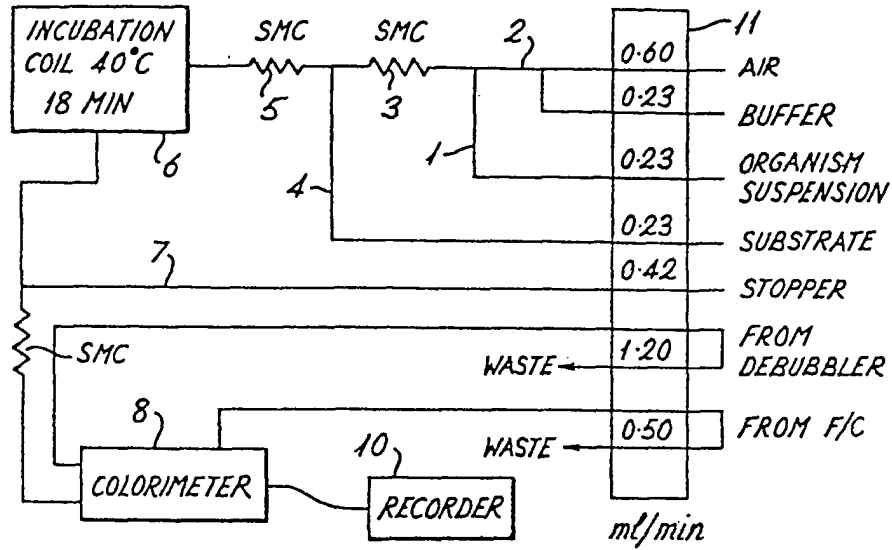 INCUBATION
COIL 40°C
18 MIN
6
SMC
5
SMC
3
2
11
0·60
AIR
0·23
BUFFER
1
0·23
ORGANISM
SUSPENSION
4
0·23
SUBSTRATE
7
0·42
STOPPER
SMC
WASTE
1·20
FROM
DEBUBBLER
8
COLORIMETER
10
RECORDER
WASTE
0·50
FROM F/C
ml/min